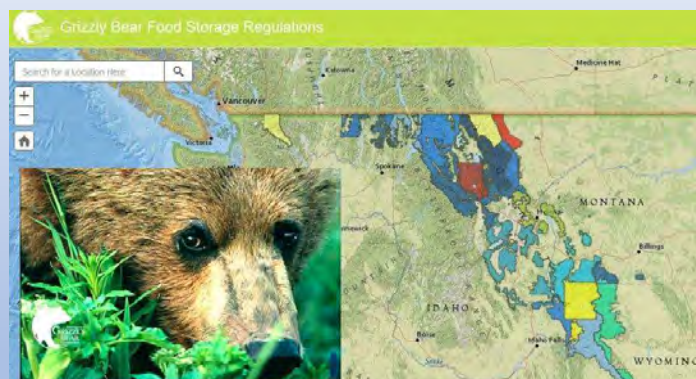 Grizzly Bear Food Storage Regulations
Search for a Location Here
Kelowna
Medicine Hat
Vancouver
Victoria
Spokane
MONTANA
Billings
IDAHO
Boise
Idaho Falls
WYOMING